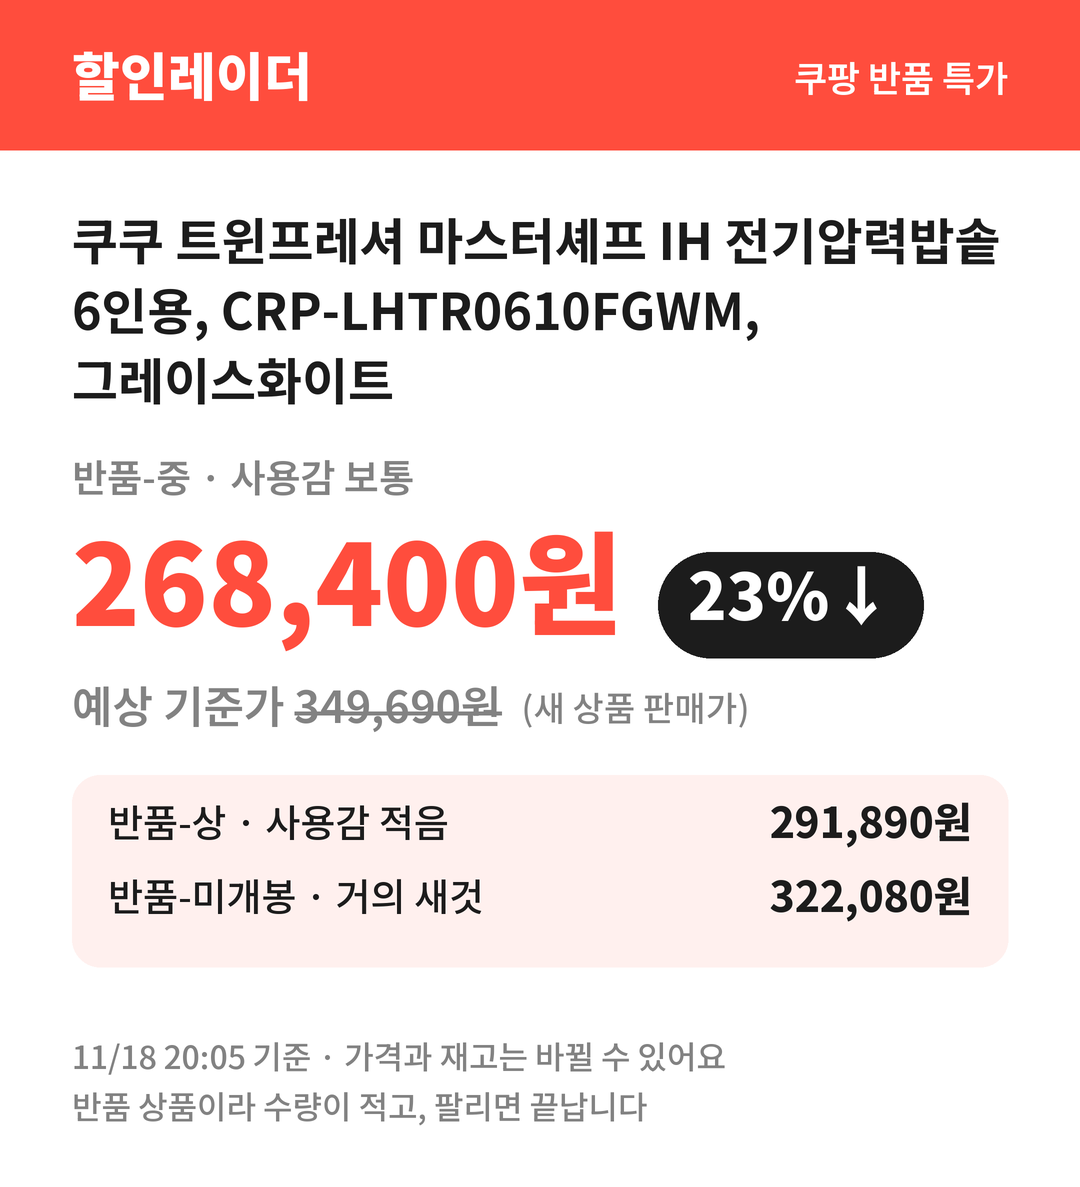 할인레이더
쿠팡 반품 특가
쿠쿠 트윈프레셔 마스터셰프 IH 전기압력밥솥
6인용, CRP-LHTR0610FGWM,
그레이스화이트
반품-중 · 사용감 보통
268,400원 23%↓
예상 기준가 349,690원 (새 상품 판매가)
반품-상 · 사용감 적음 291,890원
반품-미개봉 · 거의 새것 322,080원
11/18 20:05 기준 · 가격과 재고는 바뀔 수 있어요
반품 상품이라 수량이 적고, 팔리면 끝납니다